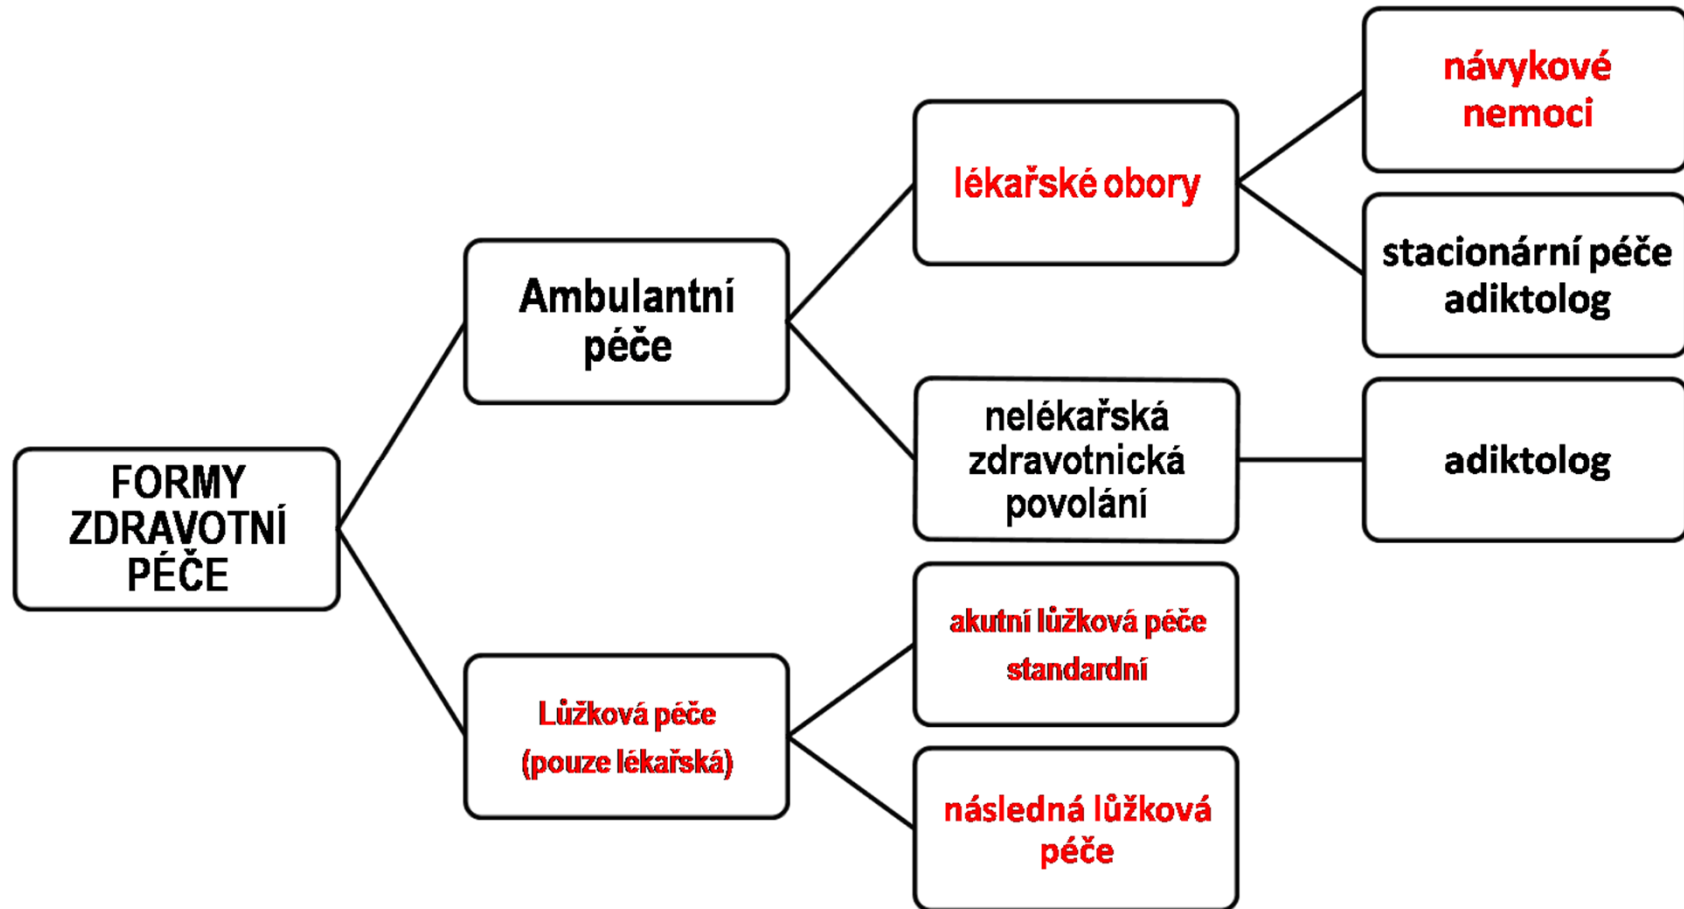 FORMY
ZDRAVOTNÍ
PÉČE
Ambulantní
péče
Lůžková péče
(pouze lékařská)
lékařské obory
nelékařská
zdravotnická
povolání
akutní lůžková péče
standardní
následná lůžková
péče
návykové
nemoci
stacionární péče
adiktolog
adiktolog